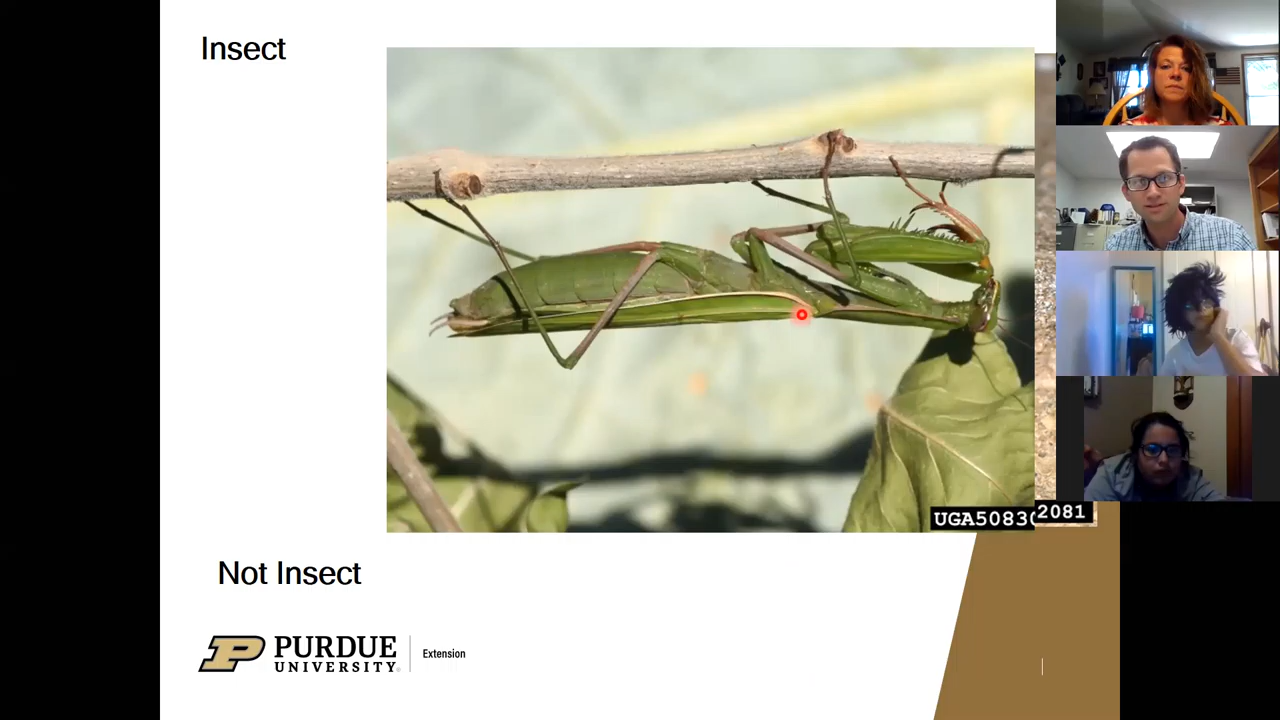 Insect
UGA5083
2081
Not Insect
PURDUE
UNIVERSITY
Extension